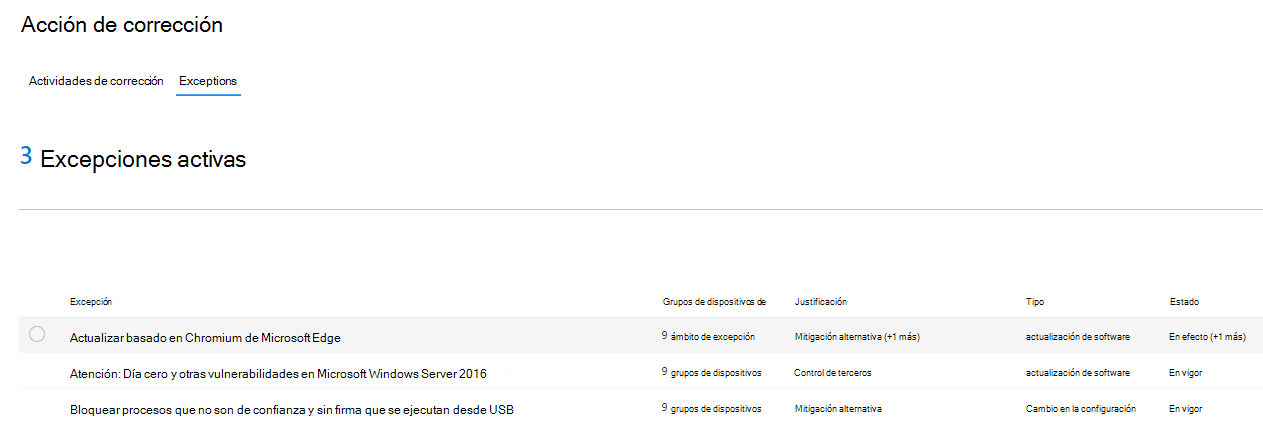 Acción de corrección
Actividades de corrección Exceptions
3 Excepciones activas
Excepción Grupos de dispositivos de Justificación Tipo Estado
Actualizar basado en Chromium de Microsoft Edge 9 ámbito de excepción Mitigación alternativa (+1 más) actualización de software En efecto (+1 más)
Atención: Día cero y otras vulnerabilidades en Microsoft Windows Server 2016 9 grupos de dispositivos Control de terceros actualización de software En vigor
Bloquear procesos que no son de confianza y sin firma que se ejecutan desde USB 9 grupos de dispositivos Mitigación alternativa Cambio en la configuración En vigor